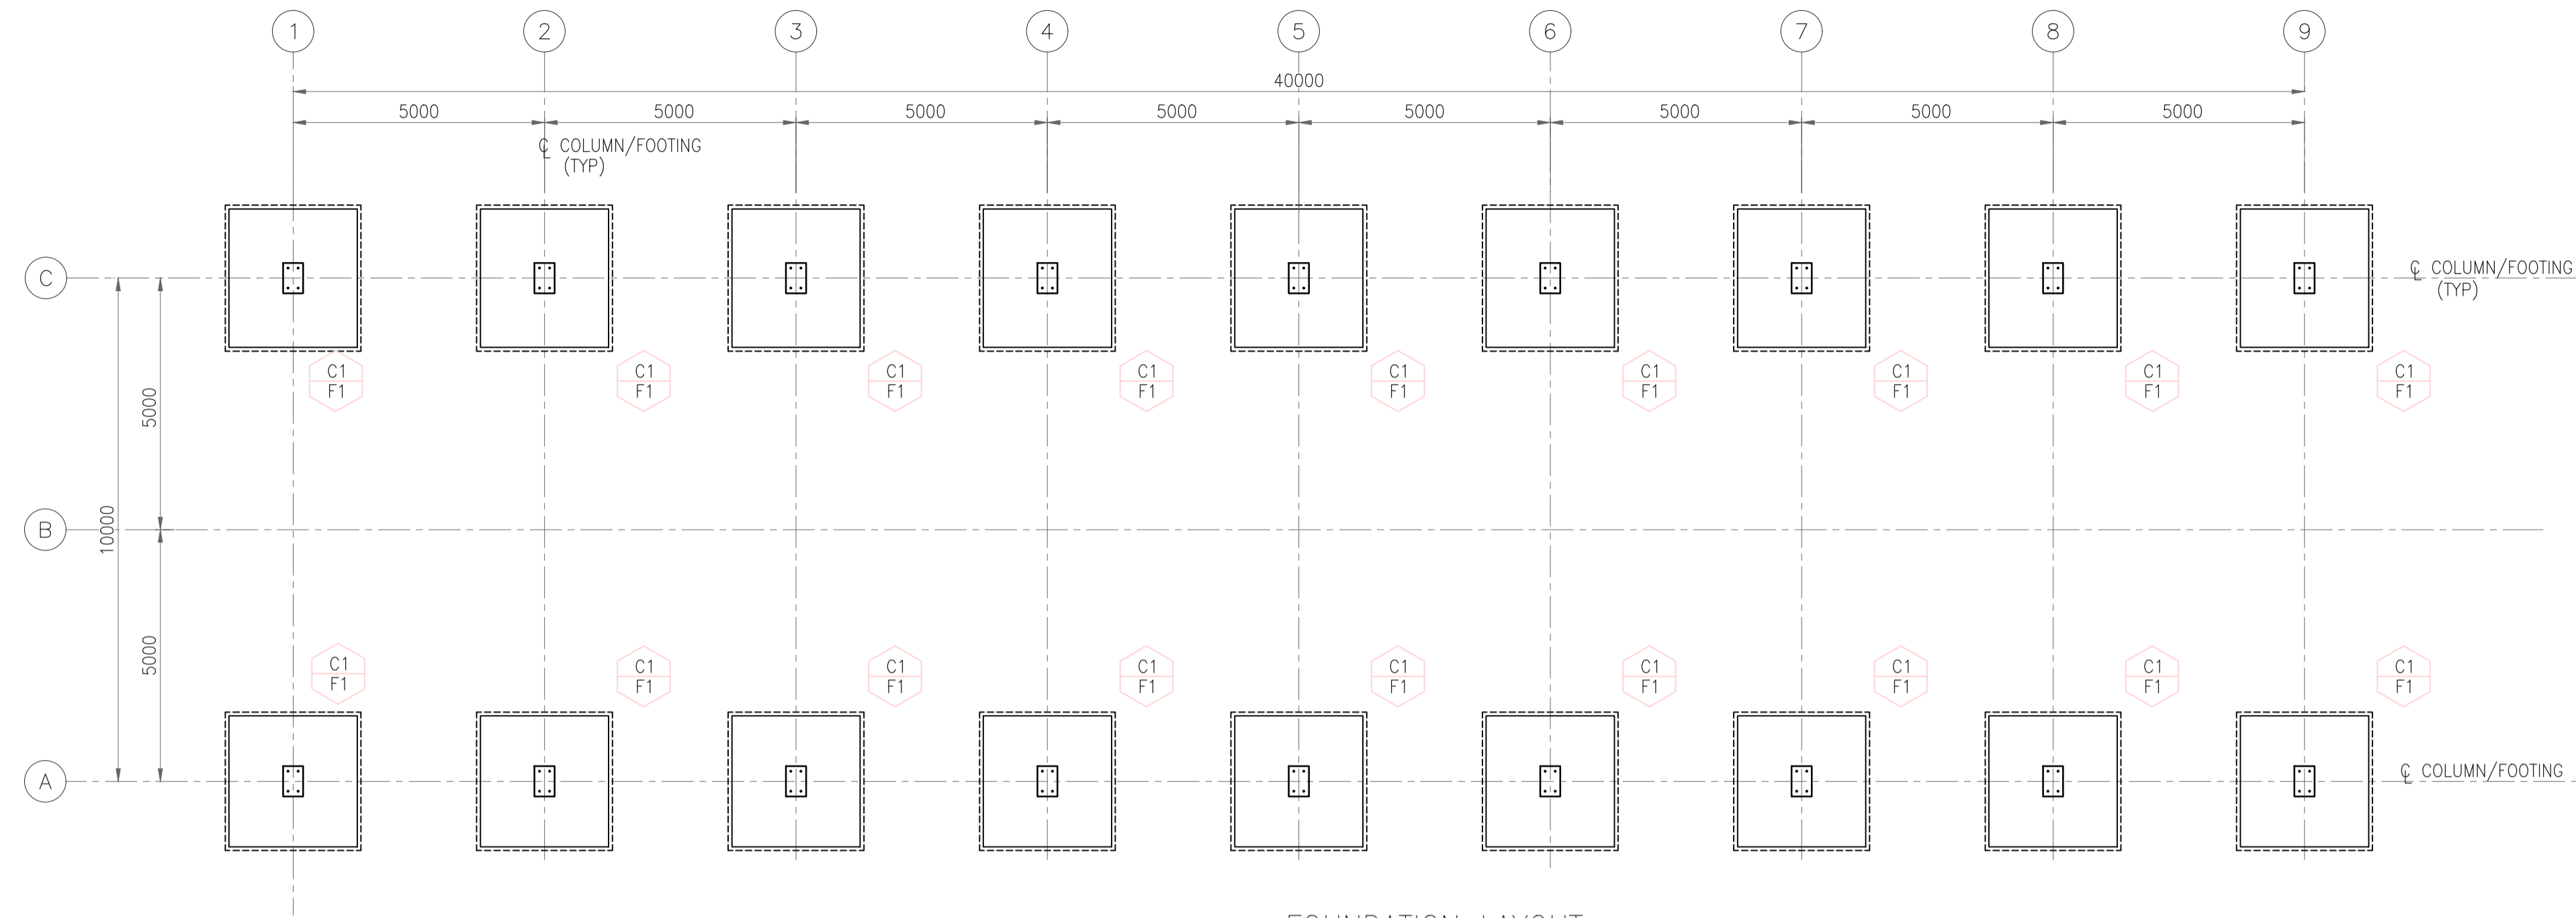 1 2 3 4 5 6 7 8 9
40000
5000 5000 5000 5000 5000 5000 5000 5000
℄ COLUMN/FOOTING
(TYP)
C
℄ COLUMN/FOOTING
(TYP)
C1 C1 C1 C1 C1 C1 C1 C1 C1
F1 F1 F1 F1 F1 F1 F1 F1 F1
5000
B
10000
5000
C1 C1 C1 C1 C1 C1 C1 C1 C1
F1 F1 F1 F1 F1 F1 F1 F1 F1
A
℄ COLUMN/FOOTING
FOUNDATION LAYOUT